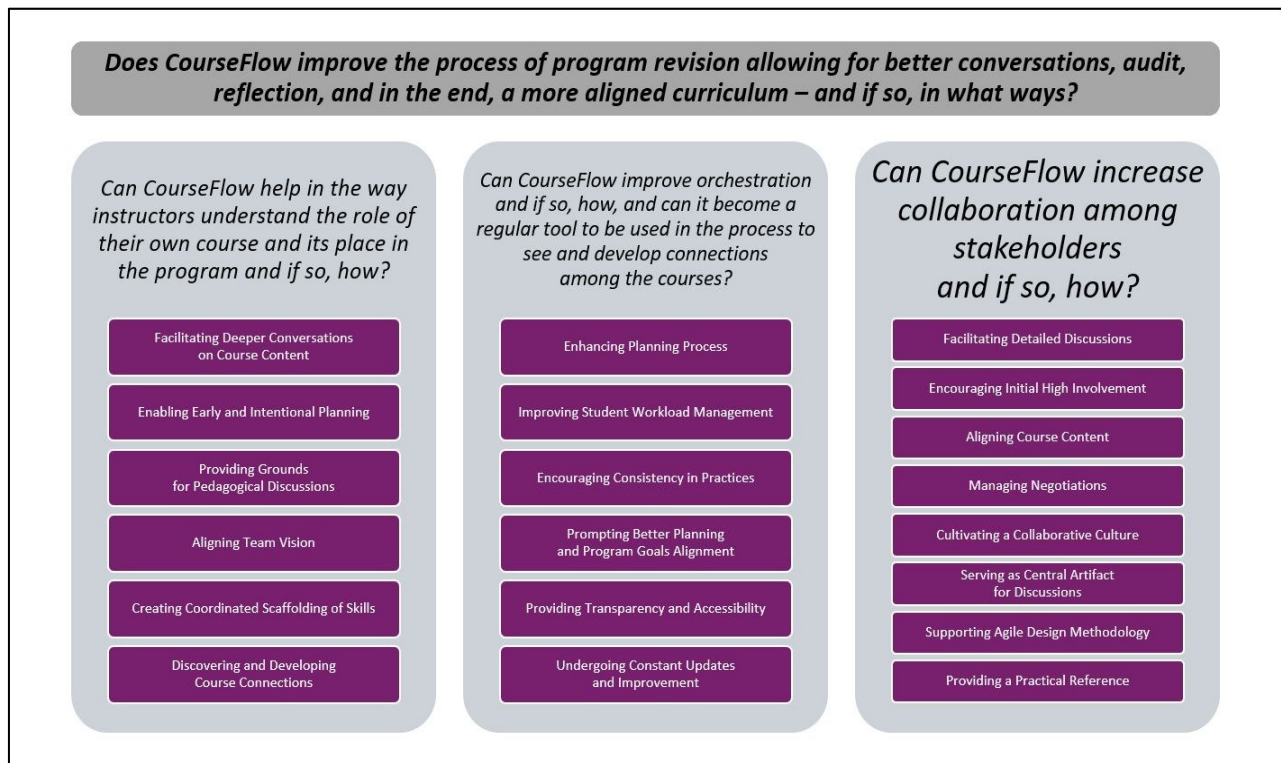 Does CourseFlow improve the process of program revision allowing for better conversations, audit,
reflection, and in the end, a more aligned curriculum – and if so, in what ways?
Can CourseFlow help in the way
instructors understand the role of
their own course and its place in
the program and if so, how?
Facilitating Deeper Conversations
on Course Content
Enabling Early and Intentional Planning
Providing Grounds
for Pedagogical Discussions
Aligning Team Vision
Creating Coordinated Scaffolding of Skills
Discovering and Developing
Course Connections
Can CourseFlow improve orchestration
and if so, how, and can it become a
regular tool to be used in the process to
see and develop connections
among the courses?
Enhancing Planning Process
Improving Student Workload Management
Encouraging Consistency in Practices
Prompting Better Planning
and Program Goals Alignment
Providing Transparency and Accessibility
Undergoing Constant Updates
and Improvement
Can CourseFlow increase
collaboration among
stakeholders
and if so, how?
Facilitating Detailed Discussions
Encouraging Initial High Involvement
Aligning Course Content
Managing Negotiations
Cultivating a Collaborative Culture
Serving as Central Artifact
for Discussions
Supporting Agile Design Methodology
Providing a Practical Reference